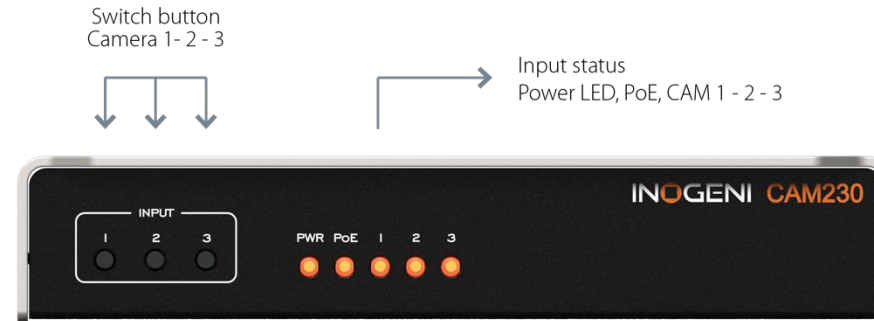 Switch button
Camera 1- 2 - 3
Input status
Power LED, PoE, CAM 1 - 2 - 3
INOGENI CAM230
INPUT
1 2 3
PWR PoE 1 2 3